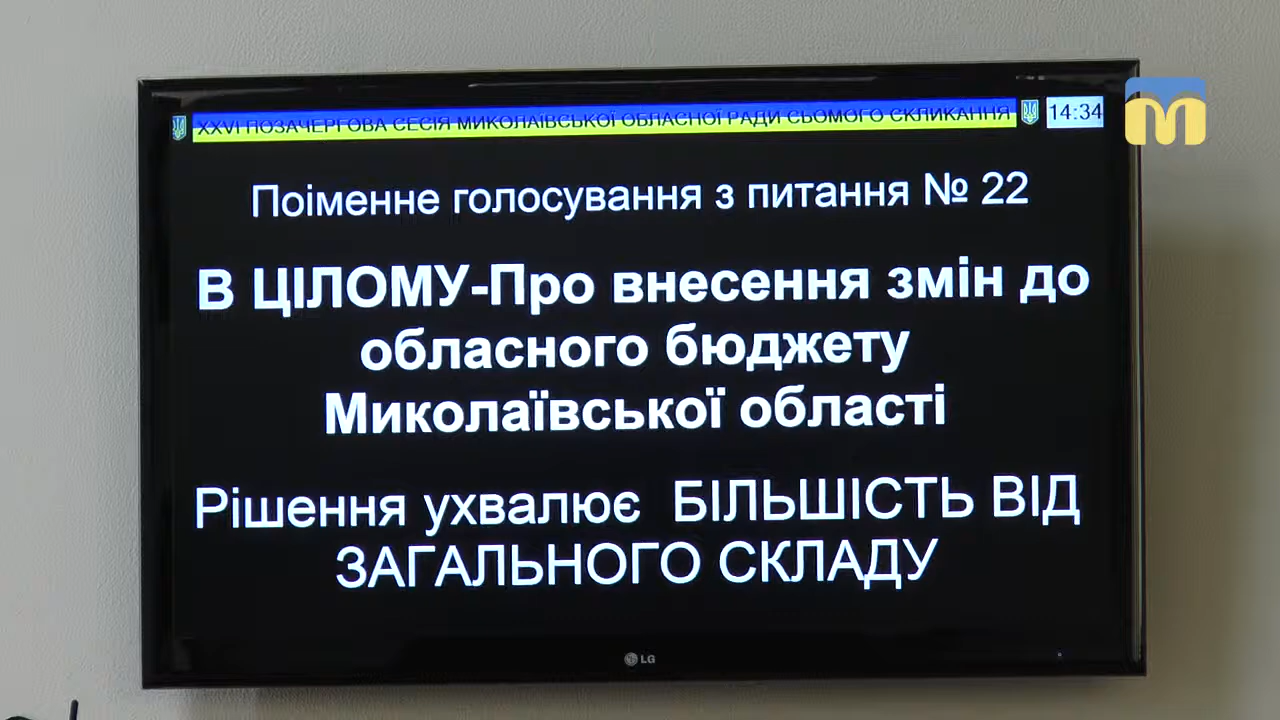 XXVI ПОЗАЧЕРГОВА СЕСІЯ МИКОЛАЇВСЬКОЇ ОБЛАСНОЇ РАДИ СЬОМОГО СКЛИКАННЯ 14:34
Поіменне голосування з питання № 22
В ЦІЛОМУ-Про внесення змін до
обласного бюджету
Миколаївської області
Рішення ухвалює БІЛЬШІСТЬ ВІД
ЗАГАЛЬНОГО СКЛАДУ
LG